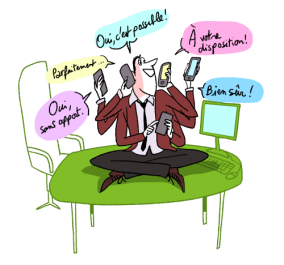 Oui, c'est possible!
À votre
disposition!
Parfaitement...
Oui,
sans appel.
Bien sûr!